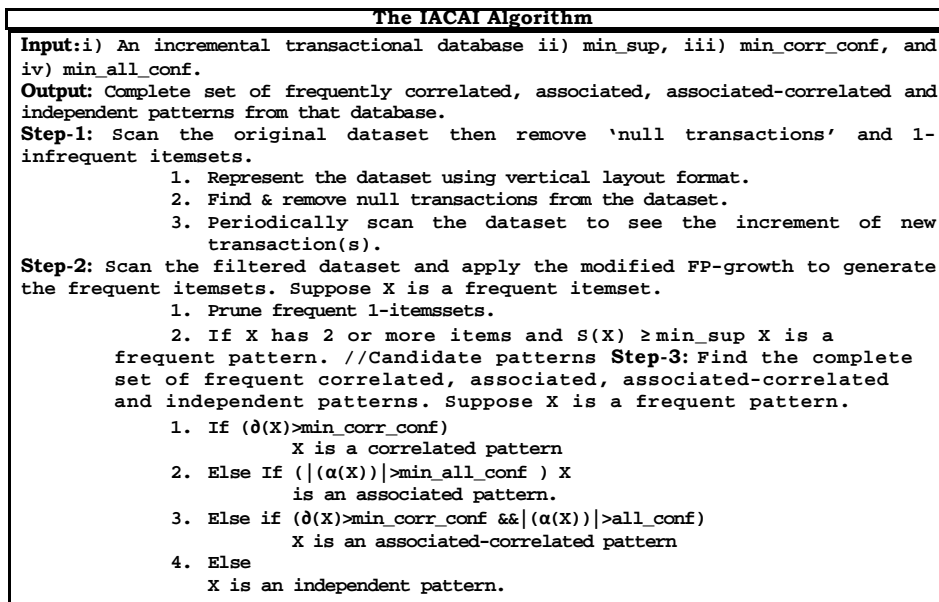 The IACAI Algorithm
Input:i) An incremental transactional database ii) min_sup, iii) min_corr_conf, and
iv) min_all_conf.
Output: Complete set of frequently correlated, associated, associated-correlated and
independent patterns from that database.
Step-1: Scan the original dataset then remove ‘null transactions’ and 1-
infrequent itemsets.
1. Represent the dataset using vertical layout format.
2. Find & remove null transactions from the dataset.
3. Periodically scan the dataset to see the increment of new
transaction(s).
Step-2: Scan the filtered dataset and apply the modified FP-growth to generate
the frequent itemsets. Suppose X is a frequent itemset.
1. Prune frequent 1-itemssets.
2. If X has 2 or more items and S(X) ≥min_sup X is a
frequent pattern. //Candidate patterns Step-3: Find the complete
set of frequent correlated, associated, associated-correlated
and independent patterns. Suppose X is a frequent pattern.
1. If (∂(X)>min_corr_conf)
X is a correlated pattern
2. Else If (|(α(X))|>min_all_conf ) X
is an associated pattern.
3. Else if (∂(X)>min_corr_conf &&|(α(X))|>all_conf)
X is an associated-correlated pattern
4. Else
X is an independent pattern.